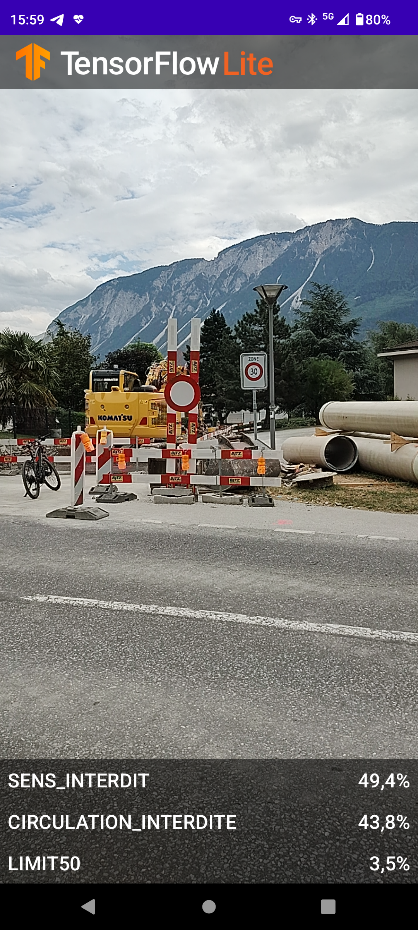 15:59
5G
80%
TensorFlow Lite
ZONE
30
KOMATSU
SENS_INTERDIT 49,4%
CIRCULATION_INTERDITE 43,8%
LIMIT50 3,5%